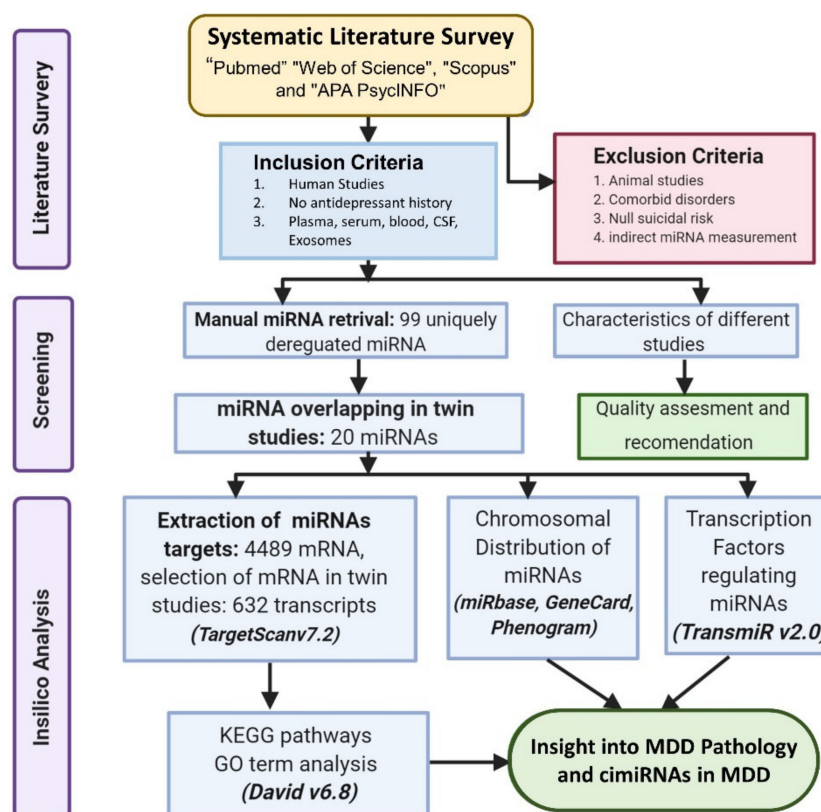 Literature Survery
Systematic Literature Survey
“Pubmed” "Web of Science", "Scopus"
and "APA PsycINFO"
Inclusion Criteria
1. Human Studies
2. No antidepressant history
3. Plasma, serum, blood, CSF,
Exosomes
Exclusion Criteria
1. Animal studies
2. Comorbid disorders
3. Null suicidal risk
4. indirect miRNA measurement
Screening
Manual miRNA retrival: 99 uniquely
dereguated miRNA
Characteristics of different
studies
miRNA overlapping in twin
studies: 20 miRNAs
Quality assesment and
recomendation
Insilico Analysis
Extraction of miRNAs
targets: 4489 mRNA,
selection of mRNA in twin
studies: 632 transcripts
(TargetScanv7.2)
Chromosomal
Distribution of
miRNAs
(miRbase, GeneCard,
Phenogram)
Transcription
Factors
regulating
miRNAs
(TransmiR v2.0)
KEGG pathways
GO term analysis
(David v6.8)
Insight into MDD Pathology
and cimiRNAs in MDD